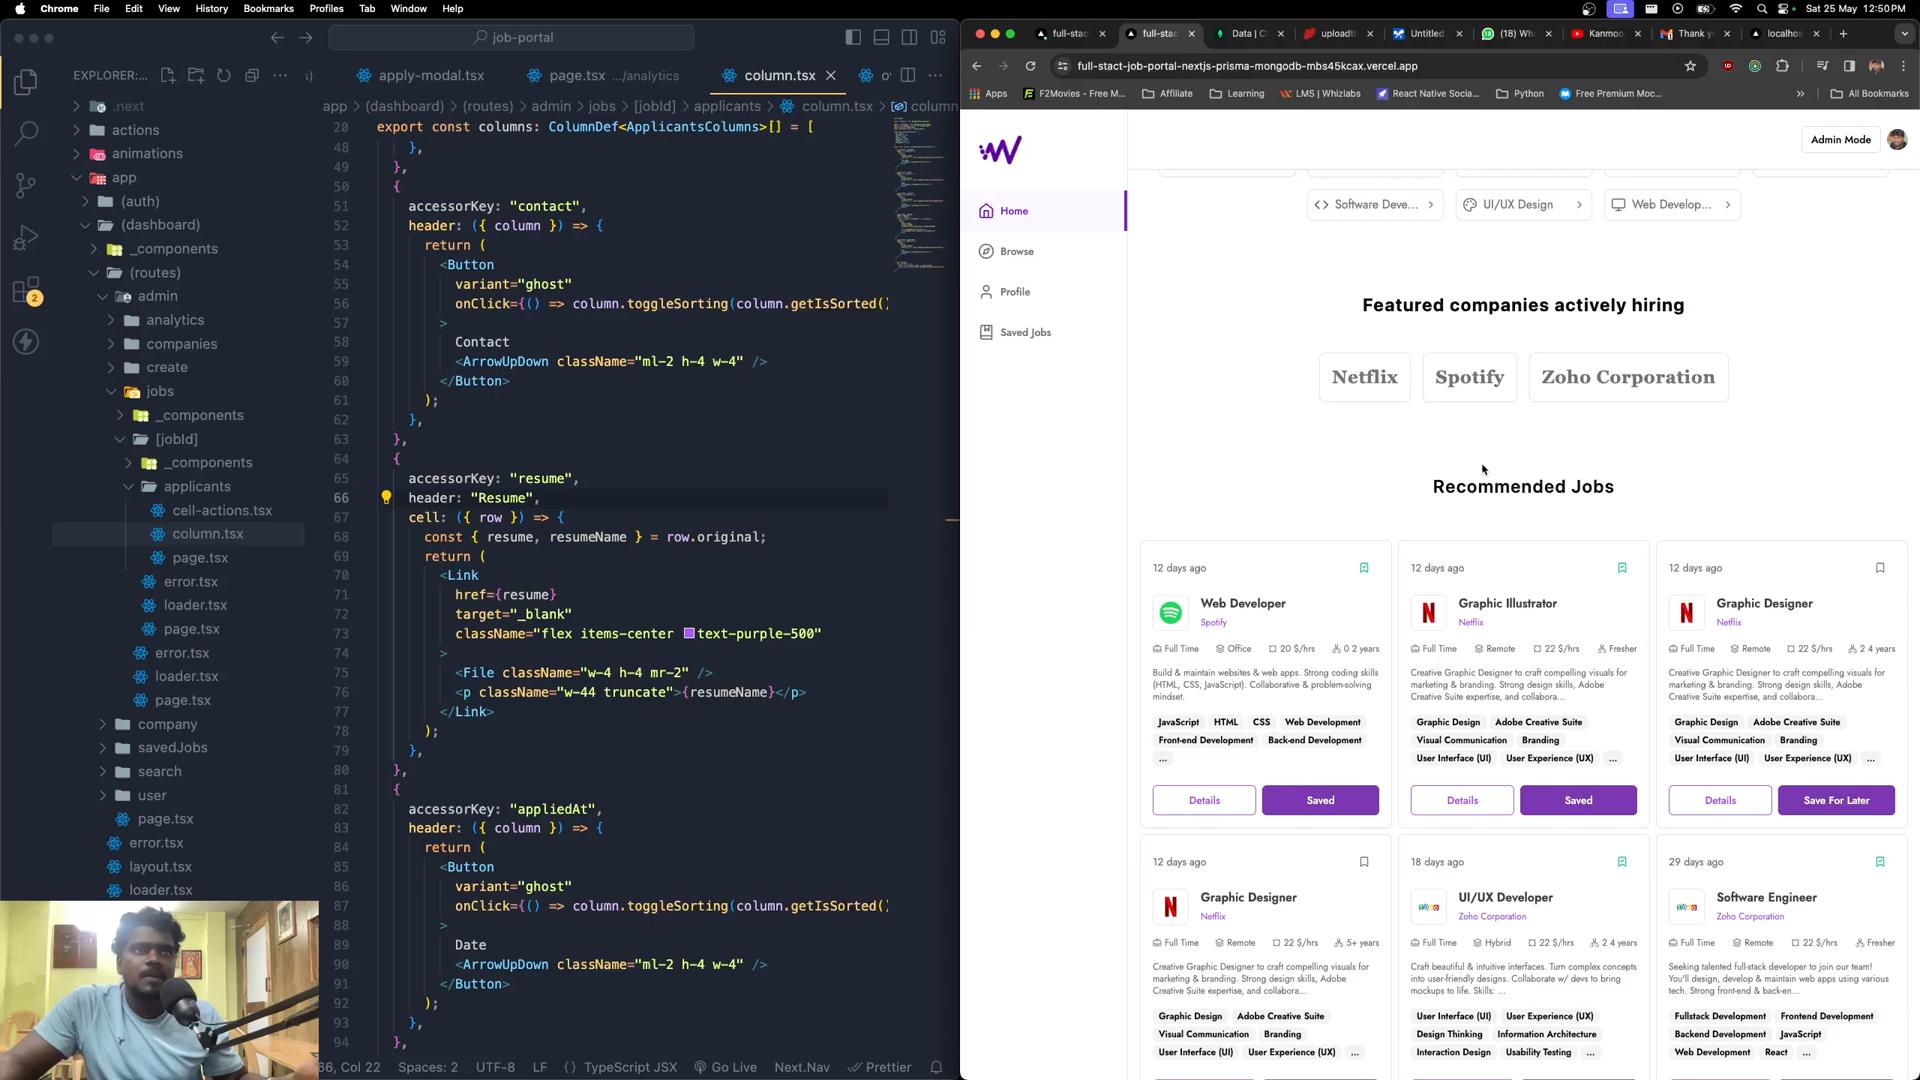 Chrome File Edit View History Bookmarks Profiles Tab Window Help
Sat 25 May 12:50 PM
job-portal
EXPLORER:...
apply-modal.tsx
page.tsx .../analytics
column.tsx
app > (dashboard) > (routes) > admin > jobs > [jobId] > applicants > column.tsx > column
.next
actions
animations
app
(auth)
(dashboard)
_components
(routes)
admin
analytics
companies
create
jobs
_components
[jobId]
_components
applicants
cell-actions.tsx
column.tsx
page.tsx
error.tsx
loader.tsx
page.tsx
error.tsx
loader.tsx
page.tsx
company
savedJobs
search
user
page.tsx
error.tsx
layout.tsx
loader.tsx
2
20 export const columns: ColumnDef<ApplicantsColumns>[] = [
48 },
49 },
50 {
51 accessorKey: "contact",
52 header: ({ column }) => {
53 return (
54 <Button
55 variant="ghost"
56 onClick={() => column.toggleSorting(column.getIsSorted()
57 >
58 Contact
59 <ArrowUpDown className="ml-2 h-4 w-4" />
60 </Button>
61 );
62 },
63 },
64 {
65 accessorKey: "resume",
66 header: "Resume",
67 cell: ({ row }) => {
68 const { resume, resumeName } = row.original;
69 return (
70 <Link
71 href={resume}
72 target="_blank"
73 className="flex items-center text-purple-500"
74 >
75 <File className="w-4 h-4 mr-2" />
76 <p className="w-44 truncate">{resumeName}</p>
77 </Link>
78 );
79 },
80 },
81 {
82 accessorKey: "appliedAt",
83 header: ({ column }) => {
84 return (
85 <Button
86 variant="ghost"
87 onClick={() => column.toggleSorting(column.getIsSorted()
88 >
89 Date
90 <ArrowUpDown className="ml-2 h-4 w-4" />
91 </Button>
92 );
93 },
94 },
66, Col 22 Spaces: 2 UTF-8 LF {} TypeScript JSX Go Live Next.Nav Prettier
full-stac full-stac Data | C uploadt Untitled (18) Wh Kanmoo Thank y localhos
full-stact-job-portal-nextjs-prisma-mongodb-mbs45kcax.vercel.app
Apps F2Movies - Free M... Affiliate Learning LMS | Whizlabs React Native Socia... Python Free Premium Moc... All Bookmarks
Admin Mode
Home
Browse
Profile
Saved Jobs
Software Deve... UI/UX Design Web Develop...
Featured companies actively hiring
Netflix Spotify Zoho Corporation
Recommended Jobs
12 days ago
Web Developer
Spotify
Full Time Office 20 $/hrs 0 2 years
Build & maintain websites & web apps. Strong coding skills
(HTML, CSS, JavaScript). Collaborative & problem-solving
mindset.
JavaScript HTML CSS Web Development
Front-end Development Back-end Development
...
Details Saved
12 days ago
Graphic Illustrator
Netflix
Full Time Remote 22 $/hrs Fresher
Creative Graphic Designer to craft compelling visuals for
marketing & branding. Strong design skills, Adobe
Creative Suite expertise, and collabora...
Graphic Design Adobe Creative Suite
Visual Communication Branding
User Interface (UI) User Experience (UX) ...
Details Saved
12 days ago
Graphic Designer
Netflix
Full Time Remote 22 $/hrs 2 4 years
Creative Graphic Designer to craft compelling visuals for
marketing & branding. Strong design skills, Adobe
Creative Suite expertise, and collabora...
Graphic Design Adobe Creative Suite
Visual Communication Branding
User Interface (UI) User Experience (UX) ...
Details Save For Later
12 days ago
Graphic Designer
Netflix
Full Time Remote 22 $/hrs 5+ years
Creative Graphic Designer to craft compelling visuals for
marketing & branding. Strong design skills, Adobe
Creative Suite expertise, and collabora...
Graphic Design Adobe Creative Suite
Visual Communication Branding
User Interface (UI) User Experience (UX) ...
18 days ago
UI/UX Developer
Zoho Corporation
Full Time Hybrid 22 $/hrs 2 4 years
Craft beautiful & intuitive interfaces. Turn complex concepts
into user-friendly designs. Collaborate w/ devs to bring
mockups to life. Skills: ...
User Interface (UI) User Experience (UX)
Design Thinking Information Architecture
Interaction Design Usability Testing ...
29 days ago
Software Engineer
Zoho Corporation
Full Time Remote 22 $/hrs Fresher
Seeking talented full-stack developer to join our team!
You'll design, develop & maintain web apps using various
tech. Strong front-end & back-en...
Fullstack Development Frontend Development
Backend Development JavaScript
Web Development React ...